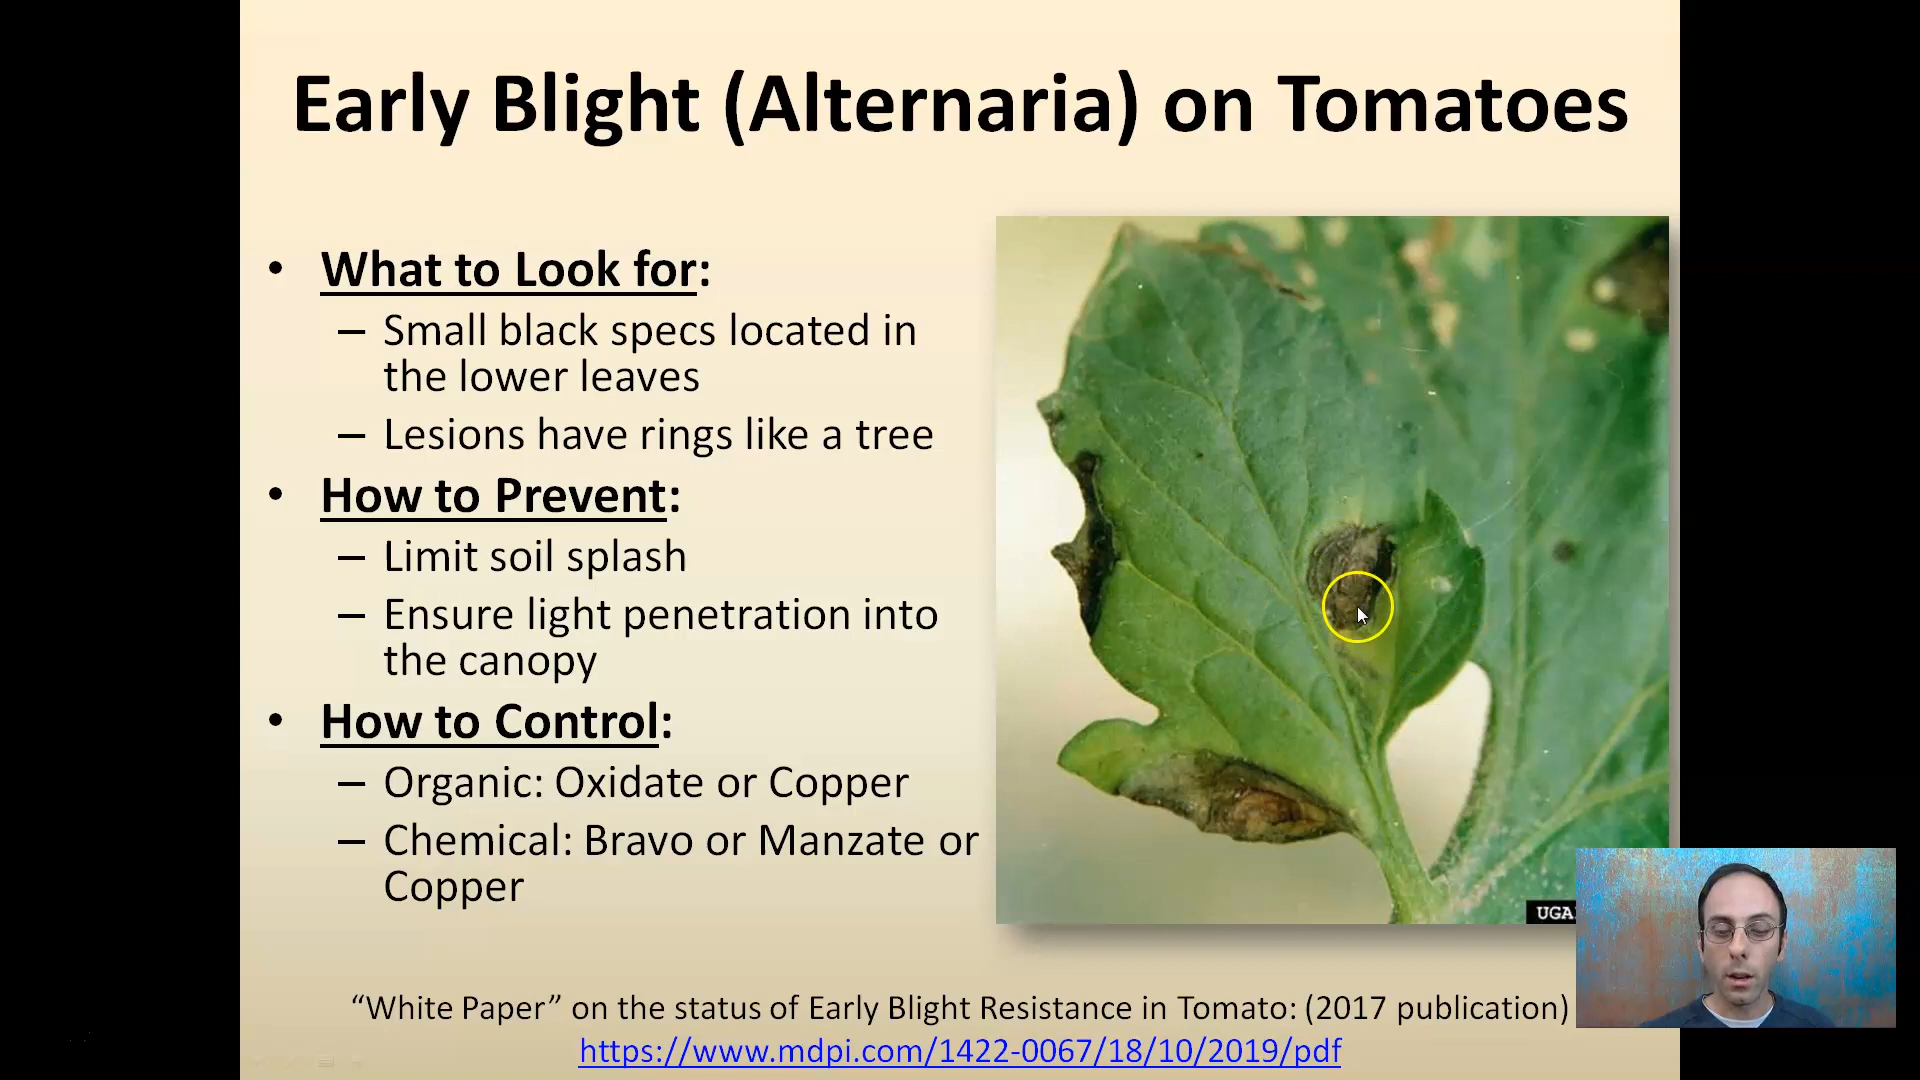 Early Blight (Alternaria) on Tomatoes
• What to Look for:
– Small black specs located in
the lower leaves
– Lesions have rings like a tree
• How to Prevent:
– Limit soil splash
– Ensure light penetration into
the canopy
• How to Control:
– Organic: Oxidate or Copper
– Chemical: Bravo or Manzate or
Copper
UGA
“White Paper” on the status of Early Blight Resistance in Tomato: (2017 publication)
https://www.mdpi.com/1422-0067/18/10/2019/pdf